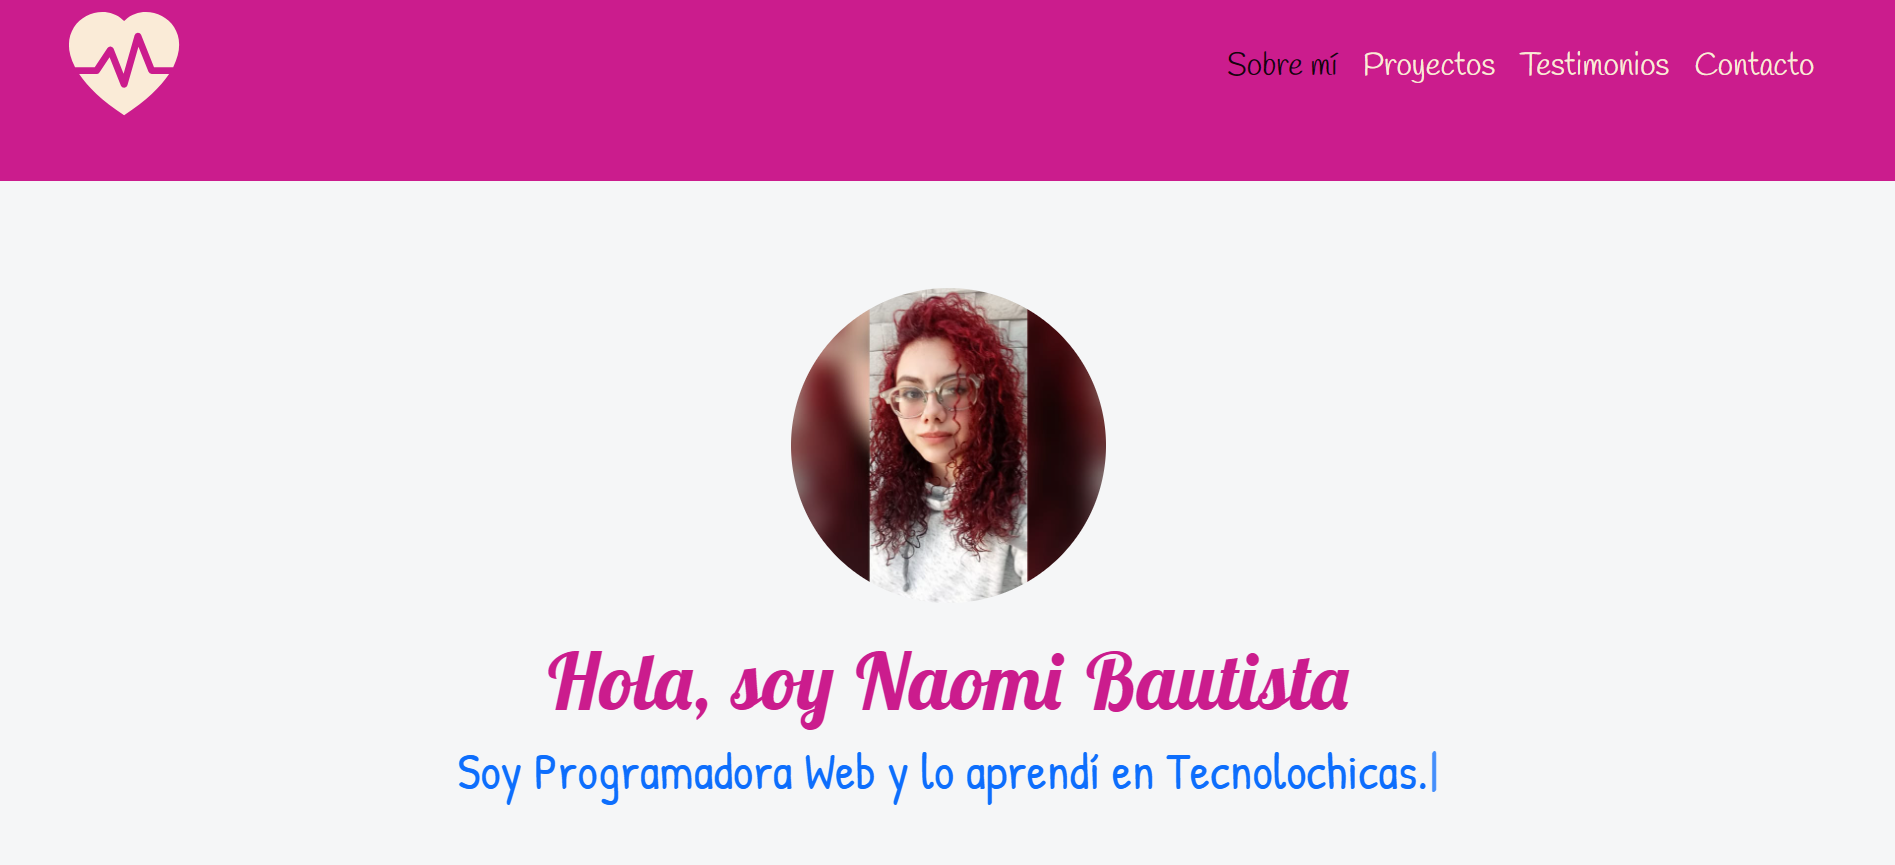 Sobre mí Proyectos Testimonios Contacto
Hola, soy Naomi Bautista
Soy Programadora Web y lo aprendí en Tecnolochicas.|